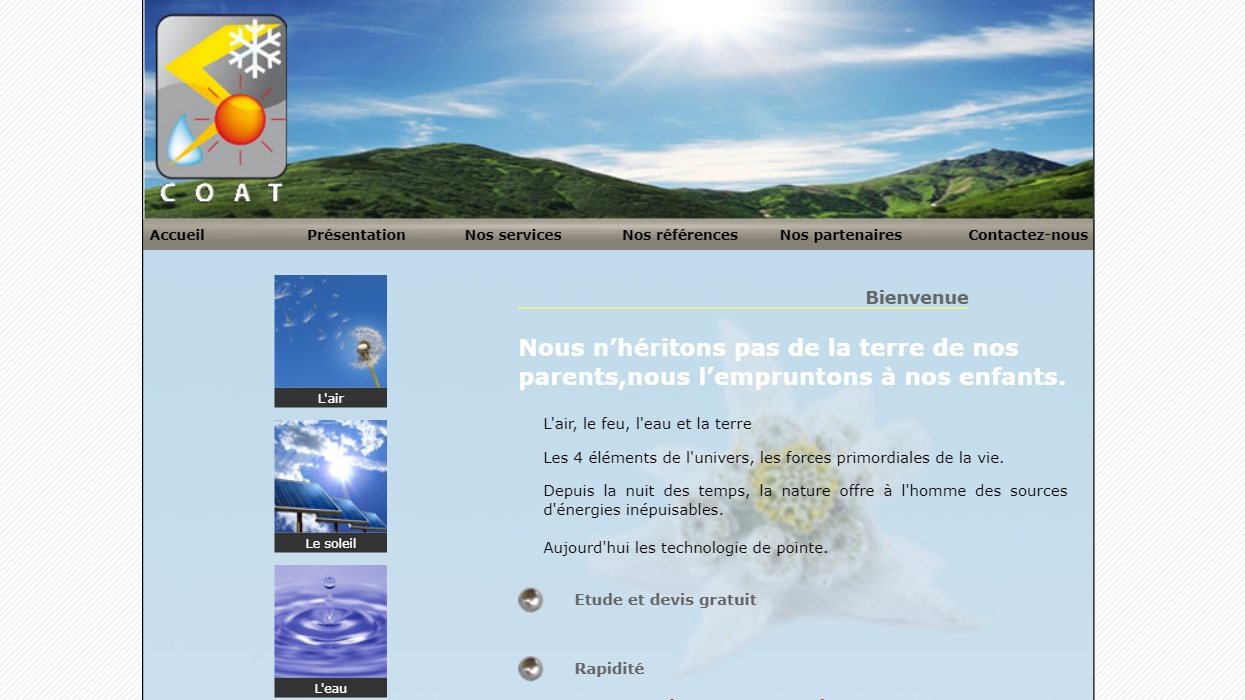 C O A T
Accueil
Présentation
Nos services
Nos références
Nos partenaires
Contactez-nous
L'air
Le soleil
L'eau
Bienvenue
Nous n’héritons pas de la terre de nos
parents,nous l’empruntons à nos enfants.
L'air, le feu, l'eau et la terre
Les 4 éléments de l'univers, les forces primordiales de la vie.
Depuis la nuit des temps, la nature offre à l'homme des sources
d'énergies inépuisables.
Aujourd'hui les technologie de pointe.
Etude et devis gratuit
Rapidité